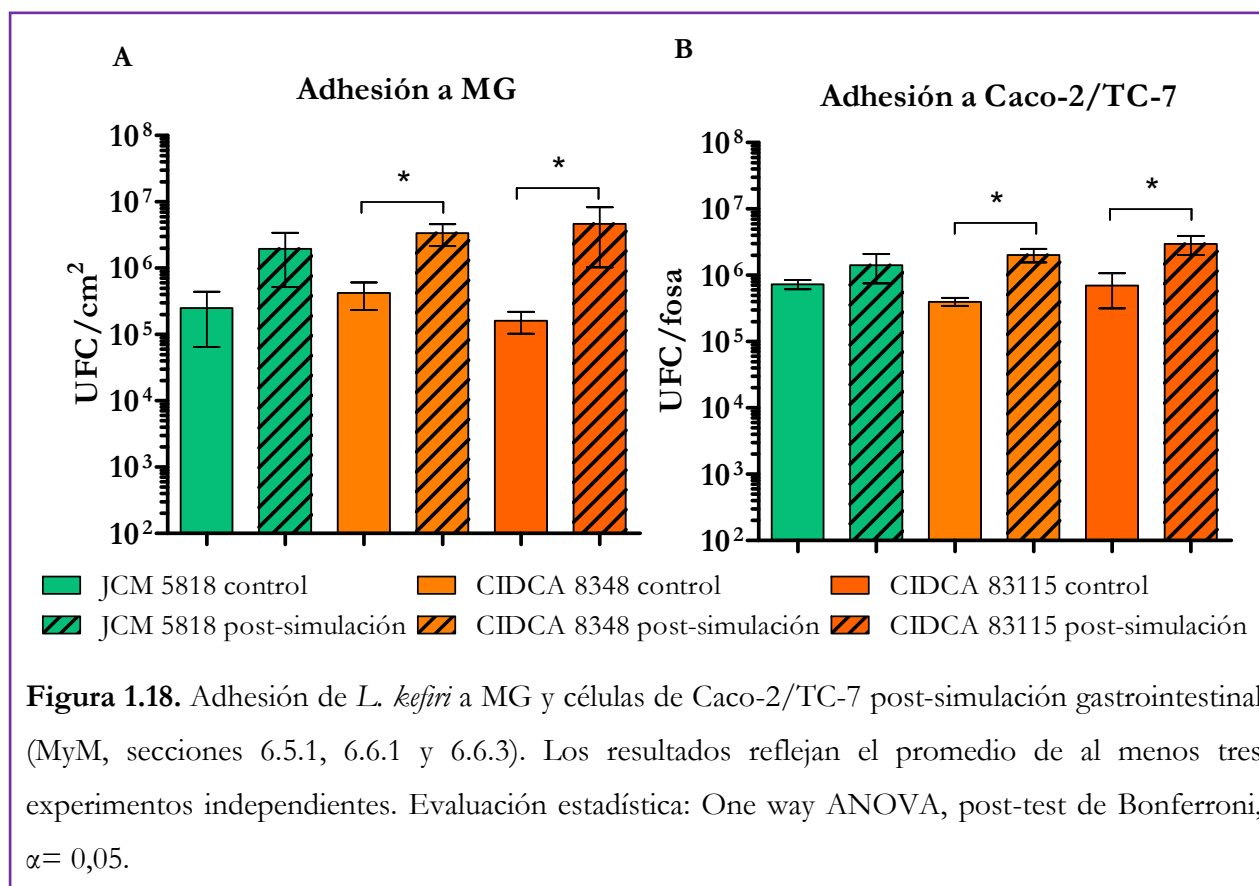 A
Adhesión a MG
10⁸
10⁷
10⁶
10⁵
10⁴
10³
10²
UFC/cm²
*
*
B
Adhesión a Caco-2/TC-7
10⁸
10⁷
10⁶
10⁵
10⁴
10³
10²
UFC/fosa
*
*
JCM 5818 control
CIDCA 8348 control
CIDCA 83115 control
JCM 5818 post-simulación
CIDCA 8348 post-simulación
CIDCA 83115 post-simulación
Figura 1.18. Adhesión de L. kefiri a MG y células de Caco-2/TC-7 post-simulación gastrointestinal
(MyM, secciones 6.5.1, 6.6.1 y 6.6.3). Los resultados reflejan el promedio de al menos tres
experimentos independientes. Evaluación estadística: One way ANOVA, post-test de Bonferroni,
α= 0,05.